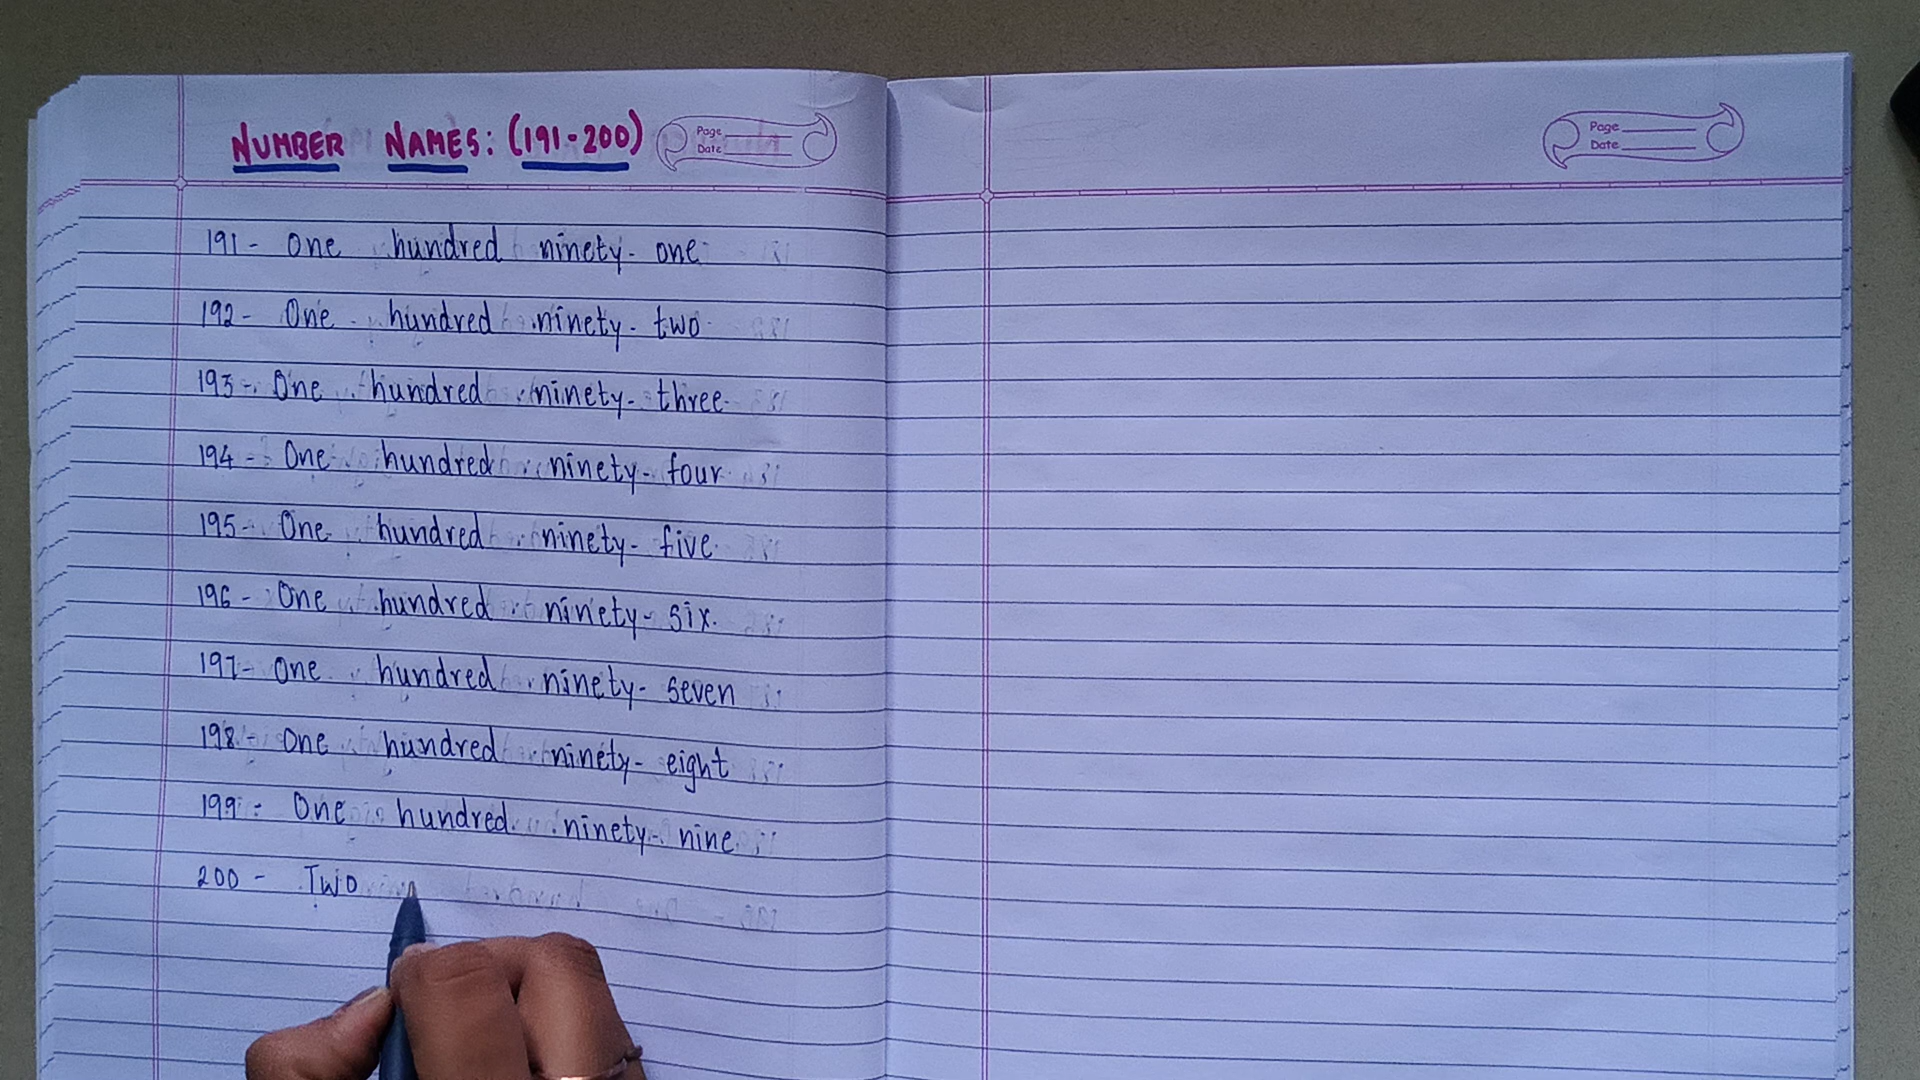 NUMBER NAMES: (191-200)
Page
Date
191- One hundred ninety-one
192- One hundred ninety-two
193- One hundred ninety-three
194- One hundred ninety-four
195- One hundred ninety-five
196- One hundred ninety-six
197- One hundred ninety-seven
198- One hundred ninety-eight
199- One hundred ninety-nine
200- Two
Page
Date